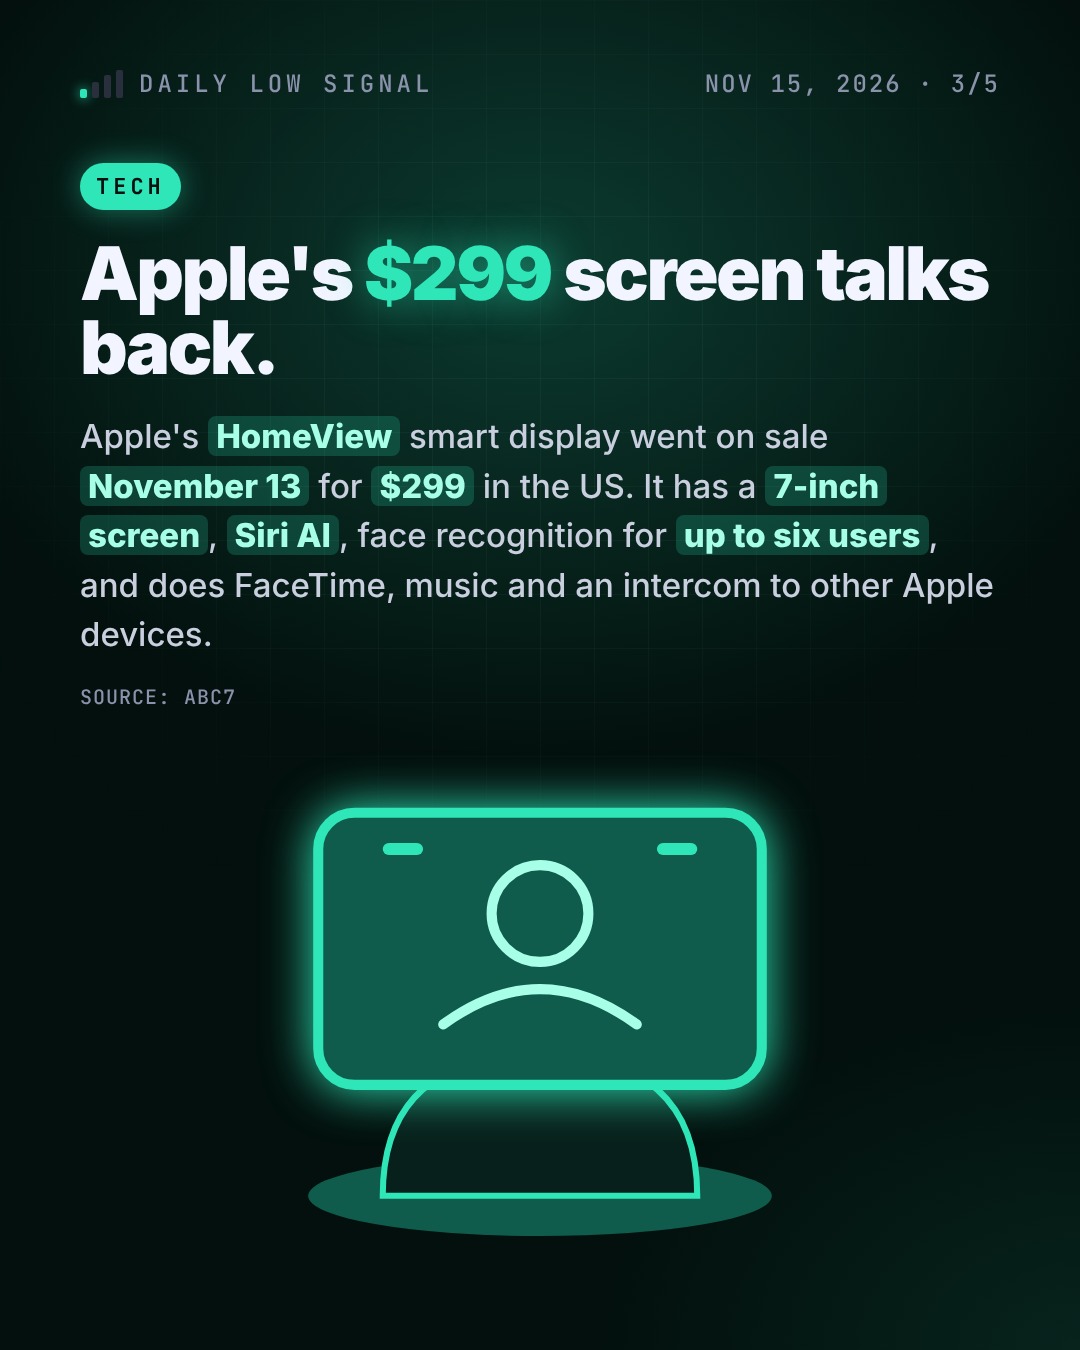 DAILY LOW SIGNAL
NOV 15, 2026 · 3/5
TECH
Apple's $299 screen talks
back.
Apple's HomeView smart display went on sale
November 13 for $299 in the US. It has a 7-inch
screen, Siri AI, face recognition for up to six users,
and does FaceTime, music and an intercom to other Apple
devices.
SOURCE: ABC7